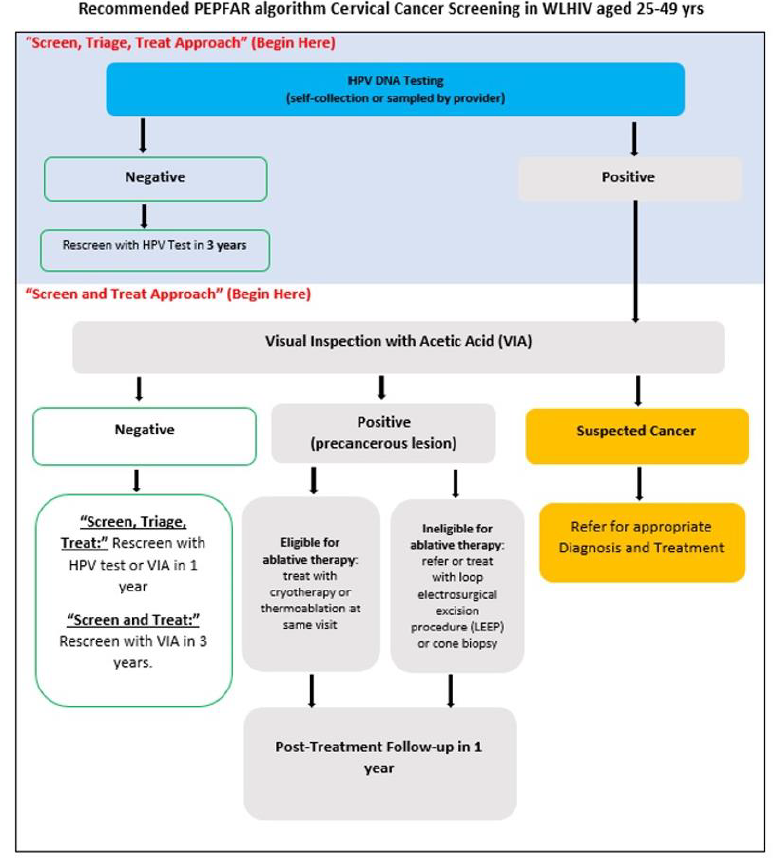 Recommended PEPFAR algorithm Cervical Cancer Screening in WLHIV aged 25-49 yrs
"Screen, Triage, Treat Approach" (Begin Here)
HPV DNA Testing
(self-collection or sampled by provider)
Negative
Positive
Rescreen with HPV Test in 3 years
"Screen and Treat Approach" (Begin Here)
Visual Inspection with Acetic Acid (VIA)
Negative
Positive
(precancerous lesion)
Suspected Cancer
"Screen, Triage,
Treat:" Rescreen with
HPV test or VIA in 1
year
"Screen and Treat:"
Rescreen with VIA in 3
years.
Eligible for
ablative therapy:
treat with
cryotherapy or
thermoablation at
same visit
Ineligible for
ablative therapy:
refer or treat
with loop
electrosurgical
excision
procedure (LEEP)
or cone biopsy
Refer for appropriate
Diagnosis and Treatment
Post-Treatment Follow-up in 1
year